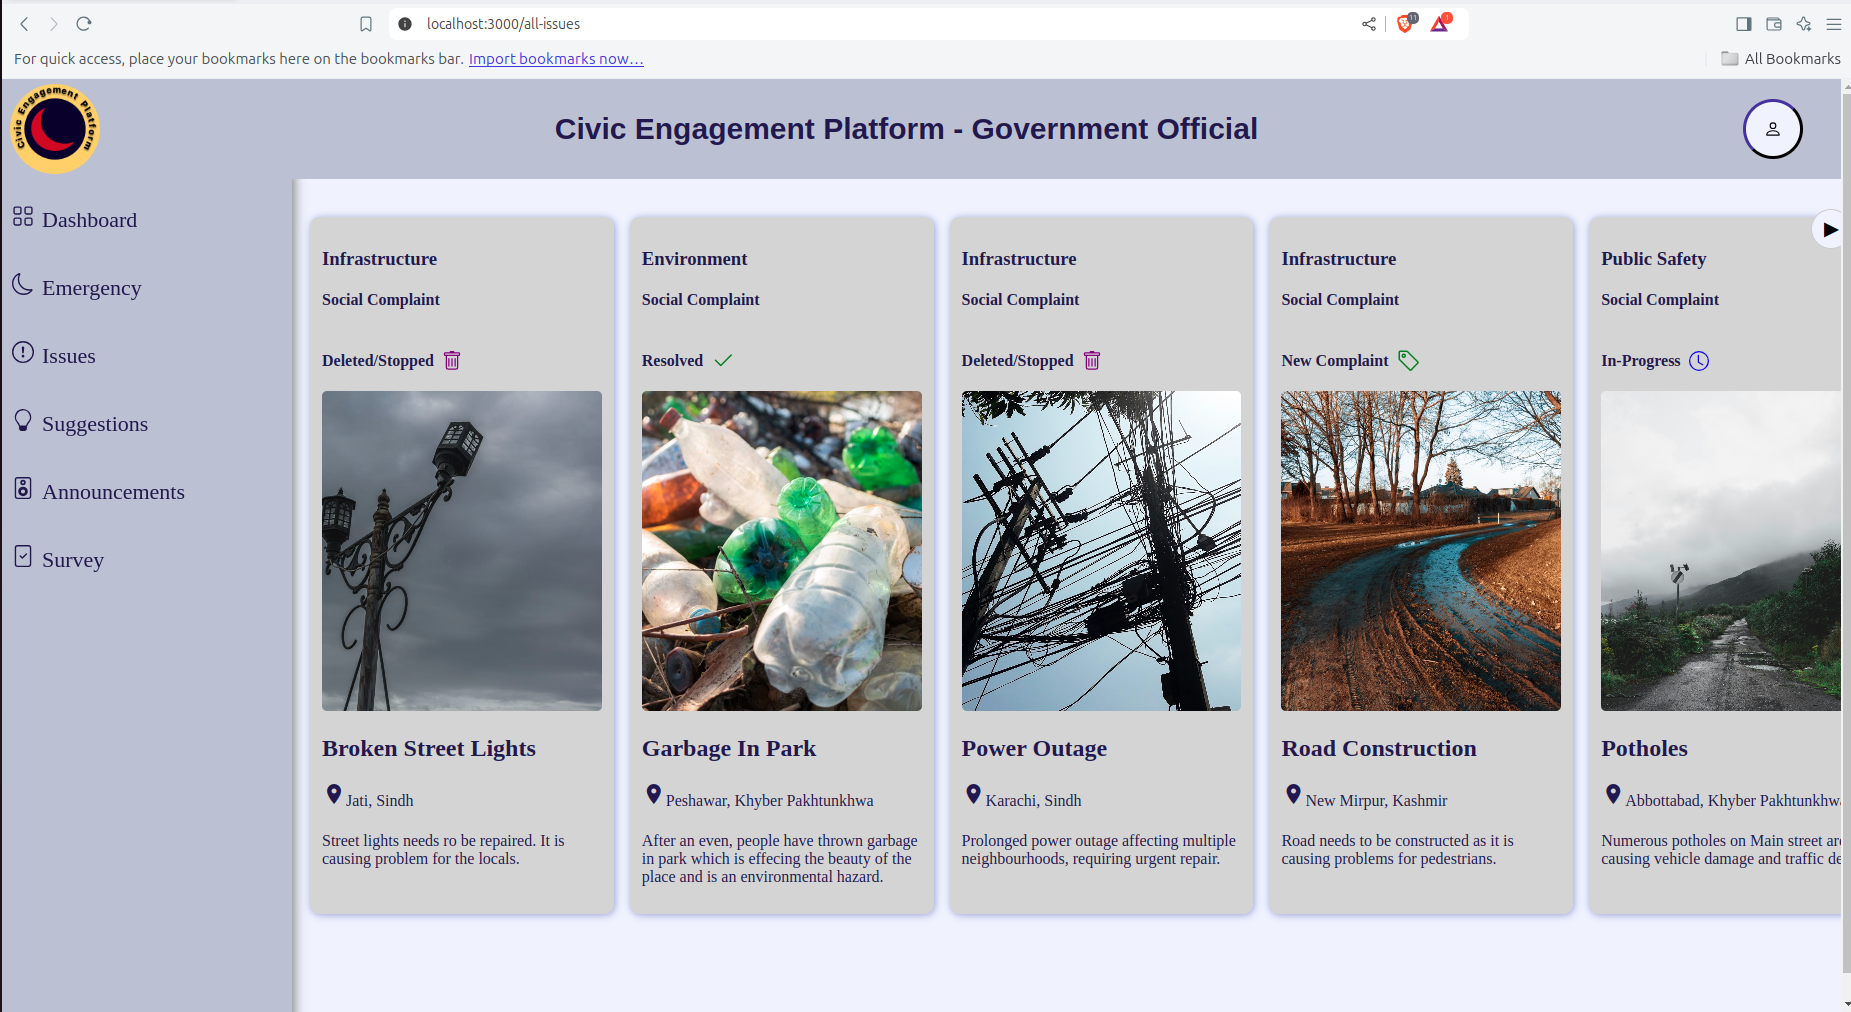 localhost:3000/all-issues
11
1
For quick access, place your bookmarks here on the bookmarks bar. Import bookmarks now...
All Bookmarks
Civic Engagement Platform
Civic Engagement Platform - Government Official
Dashboard
Emergency
Issues
Suggestions
Announcements
Survey
Infrastructure
Social Complaint
Deleted/Stopped
Broken Street Lights
Jati, Sindh
Street lights needs ro be repaired. It is
causing problem for the locals.
Environment
Social Complaint
Resolved
Garbage In Park
Peshawar, Khyber Pakhtunkhwa
After an even, people have thrown garbage
in park which is effecing the beauty of the
place and is an environmental hazard.
Infrastructure
Social Complaint
Deleted/Stopped
Power Outage
Karachi, Sindh
Prolonged power outage affecting multiple
neighbourhoods, requiring urgent repair.
Infrastructure
Social Complaint
New Complaint
Road Construction
New Mirpur, Kashmir
Road needs to be constructed as it is
causing problems for pedestrians.
Public Safety
Social Complaint
In-Progress
Potholes
Abbottabad, Khyber Pakhtunkhwa
Numerous potholes on Main street ar
causing vehicle damage and traffic de